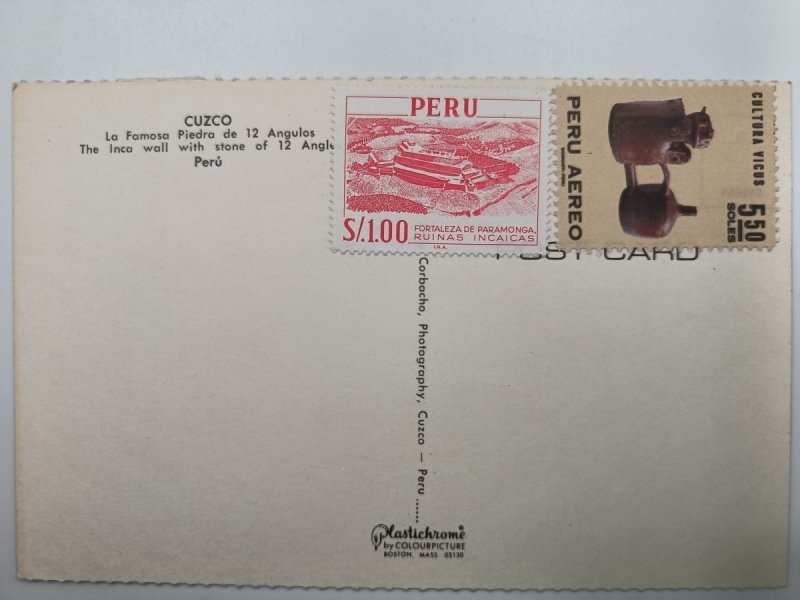 CUZCO
La Famosa Piedra de 12 Angulos
The Inca wall with stone of 12 Angle
Perú
PERU
S/.1.00
FORTALEZA DE PARAMONGA,
RUINAS INCAICAS
I.N.A.
PERU AEREO
CULTURA VICUS
5.50
SOLES
POST CARD
Corbacho, Photography, Cuzco — Peru ......
Plastichrome
by COLOURPICTURE
BOSTON, MASS 02130